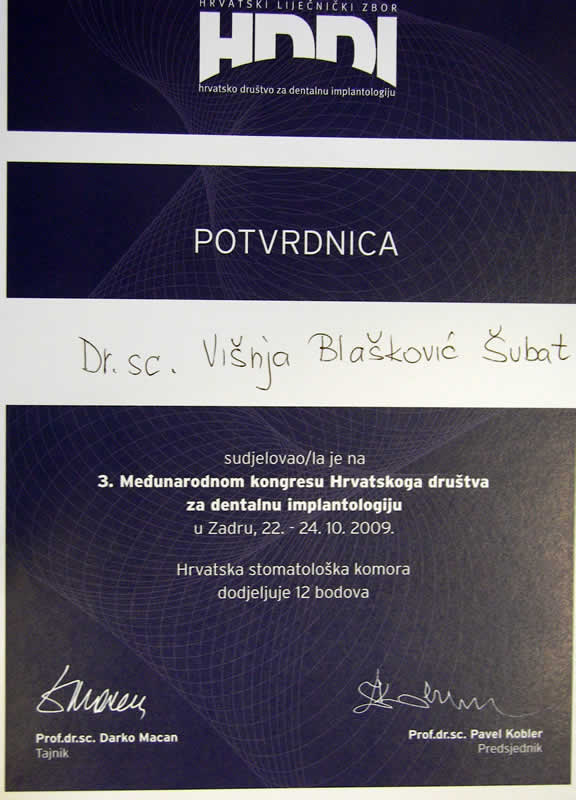 HRVATSKI LIJEČNIČKI ZBOR
HDDI
hrvatsko društvo za dentalnu implantologiju
POTVRDNICA
Dr. sc. Višnja Blašković Šubat
sudjelovao/la je na
3. Međunarodnom kongresu Hrvatskoga društva
za dentalnu implantologiju
u Zadru, 22. - 24. 10. 2009.
Hrvatska stomatološka komora
dodjeljuje 12 bodova
Prof.dr.sc. Darko Macan
Tajnik
Prof.dr.sc. Pavel Kobler
Predsjednik